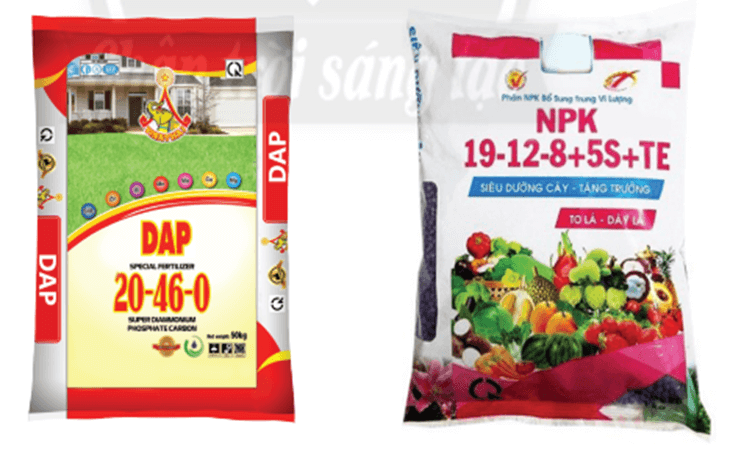 Chân trời sáng tạo
DAP
DAP
DAP
SPECIAL FERTILIZER
20-46-0
SUPER DIAMMONIUM
PHOSPHATE CARBON
Net weight: 50kg
Phân NPK Bổ Sung Trung Vi Lượng
NPK
19-12-8+5S+TE
SIÊU DƯỠNG CÂY - TĂNG TRƯỞNG
TO LÁ - DÀY LÁ